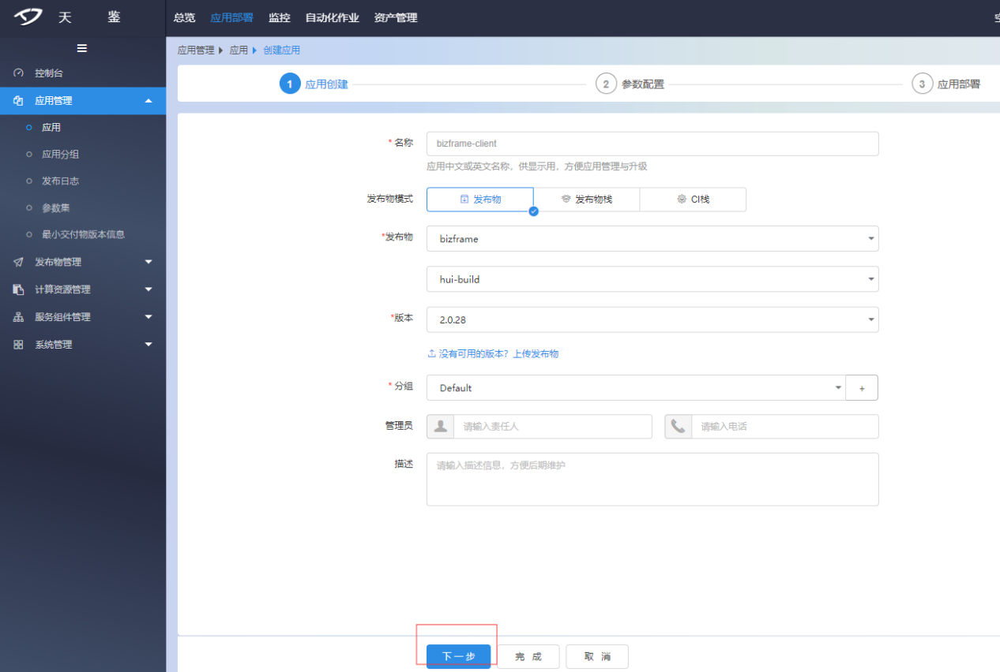 天 鉴
总览 应用部署 监控 自动化作业 资产管理
应用管理 应用 创建应用
控制台
应用管理
应用
应用分组
发布日志
参数集
最小交付物版本信息
发布物管理
计算资源管理
服务组件管理
系统管理
1 应用创建 2 参数配置 3 应用部署
* 名称 bizframe-client
应用中文或英文名称，供显示用，方便应用管理与升级
发布物模式 发布物 发布物栈 CI栈
*发布物 bizframe
hui-build
*版本 2.0.28
没有可用的版本？上传发布物
* 分组 Default +
管理员 请输入责任人 请输入电话
描述 请输入描述信息，方便后期维护
下一步 完 成 取 消